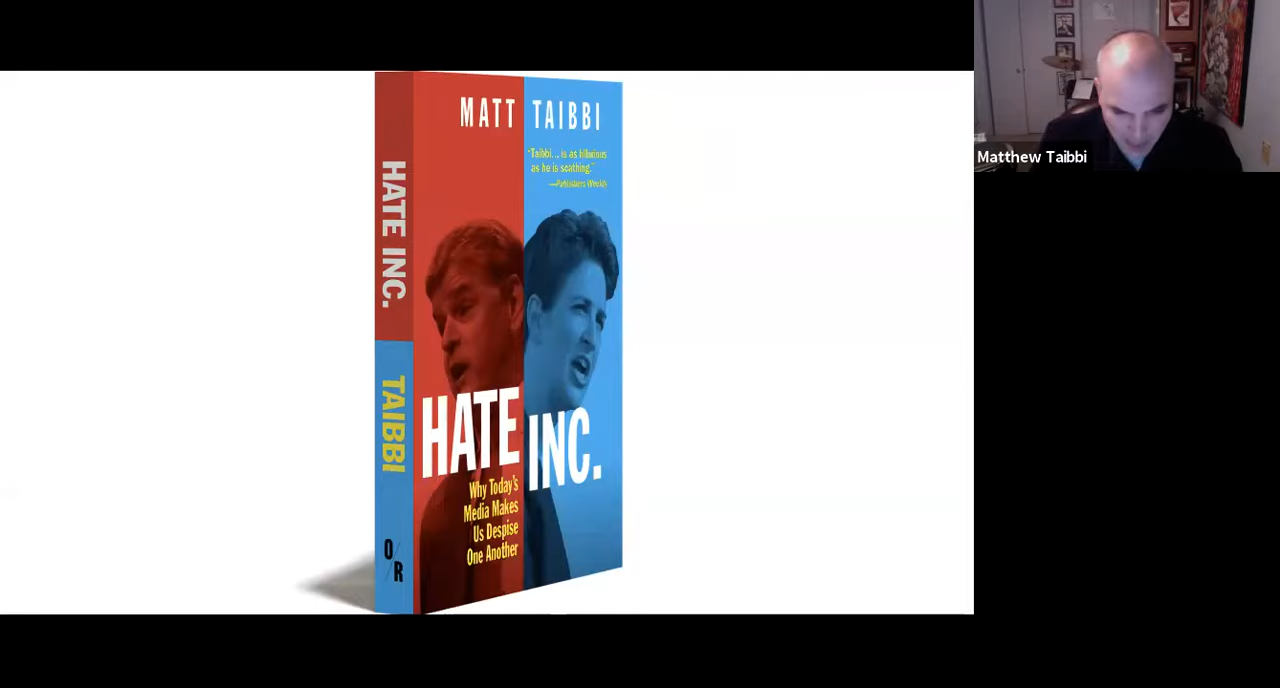 MATT TAIBBI
"Taibbi... is as hilarious
as he is scathing."
—Publishers Weekly
HATE INC.
Why Today's
Media Makes
Us Despise
One Another
HATE INC.
TAIBBI
O/R
Matthew Taibbi